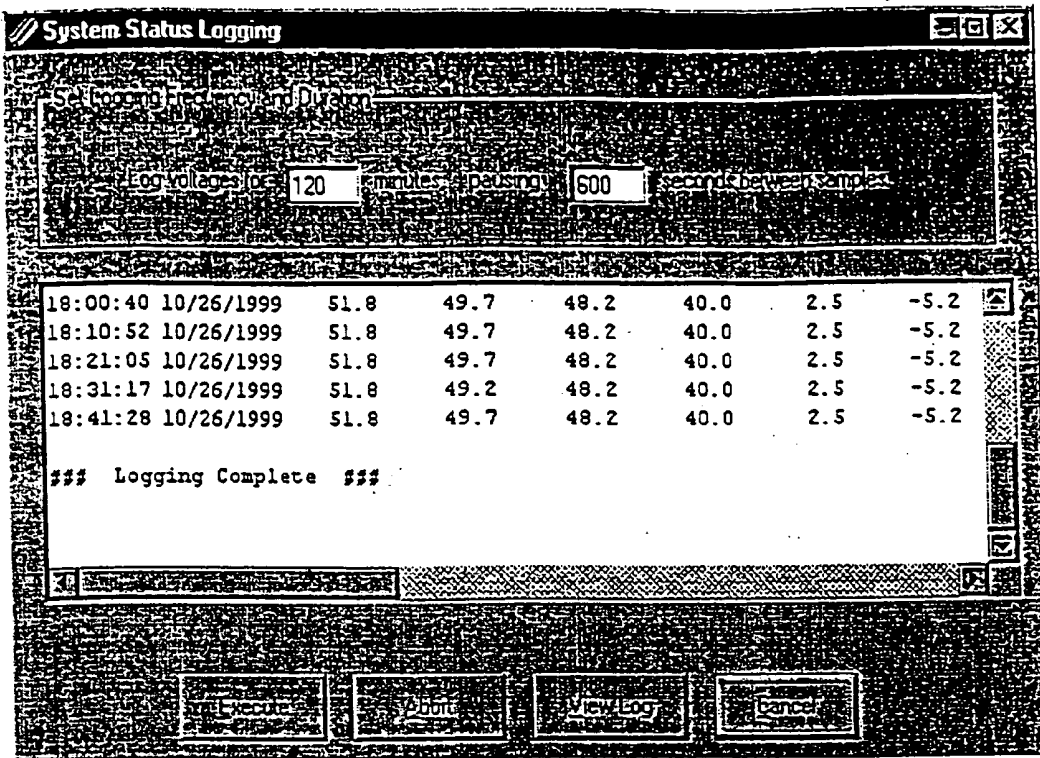 System Status Logging
Set Logging Frequency and Duration
Log voltages for 120 minutes pausing 600 seconds between samples
18:00:40 10/26/1999 51.8 49.7 48.2 40.0 2.5 -5.2
18:10:52 10/26/1999 51.8 49.7 48.2 40.0 2.5 -5.2
18:21:05 10/26/1999 51.8 49.7 48.2 40.0 2.5 -5.2
18:31:17 10/26/1999 51.8 49.2 48.2 40.0 2.5 -5.2
18:41:28 10/26/1999 51.8 49.7 48.2 40.0 2.5 -5.2
### Logging Complete ###
Execute Abort View Log Cancel